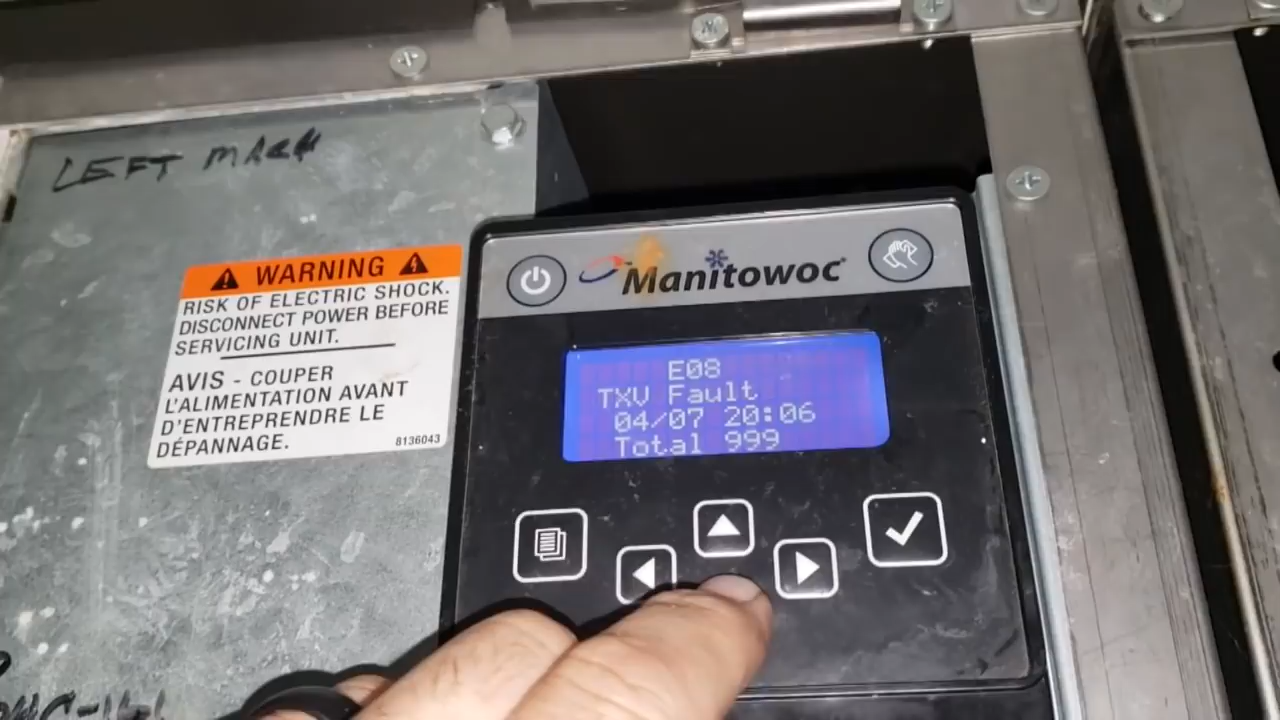 LEFT MACH
WARNING
RISK OF ELECTRIC SHOCK.
DISCONNECT POWER BEFORE
SERVICING UNIT.
AVIS - COUPER
L'ALIMENTATION AVANT
D'ENTREPRENDRE LE
DÉPANNAGE.
8136043
Manitowoc
E08
TXV Fault
04/07 20:06
Total 999